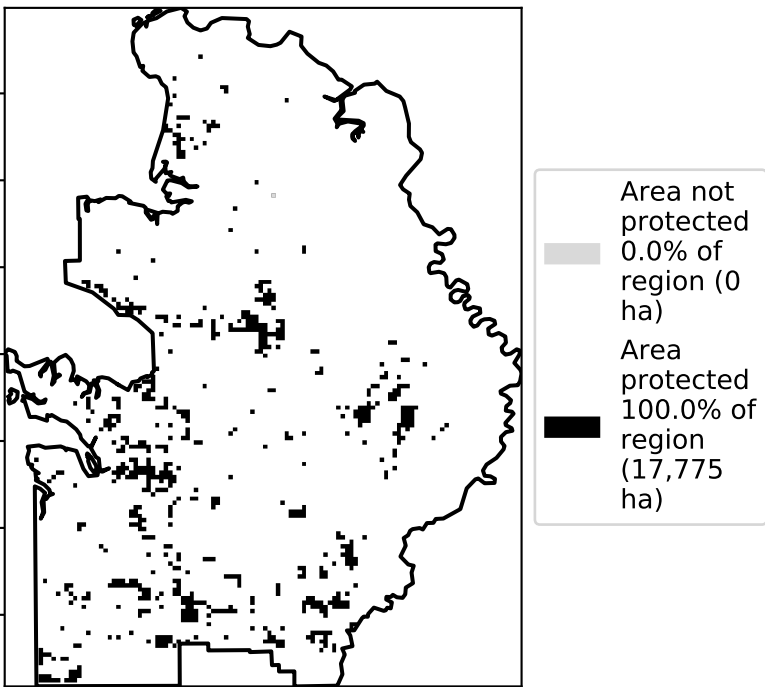 Area not
protected
0.0% of
region (0
ha)
Area
protected
100.0% of
region
(17,775
ha)